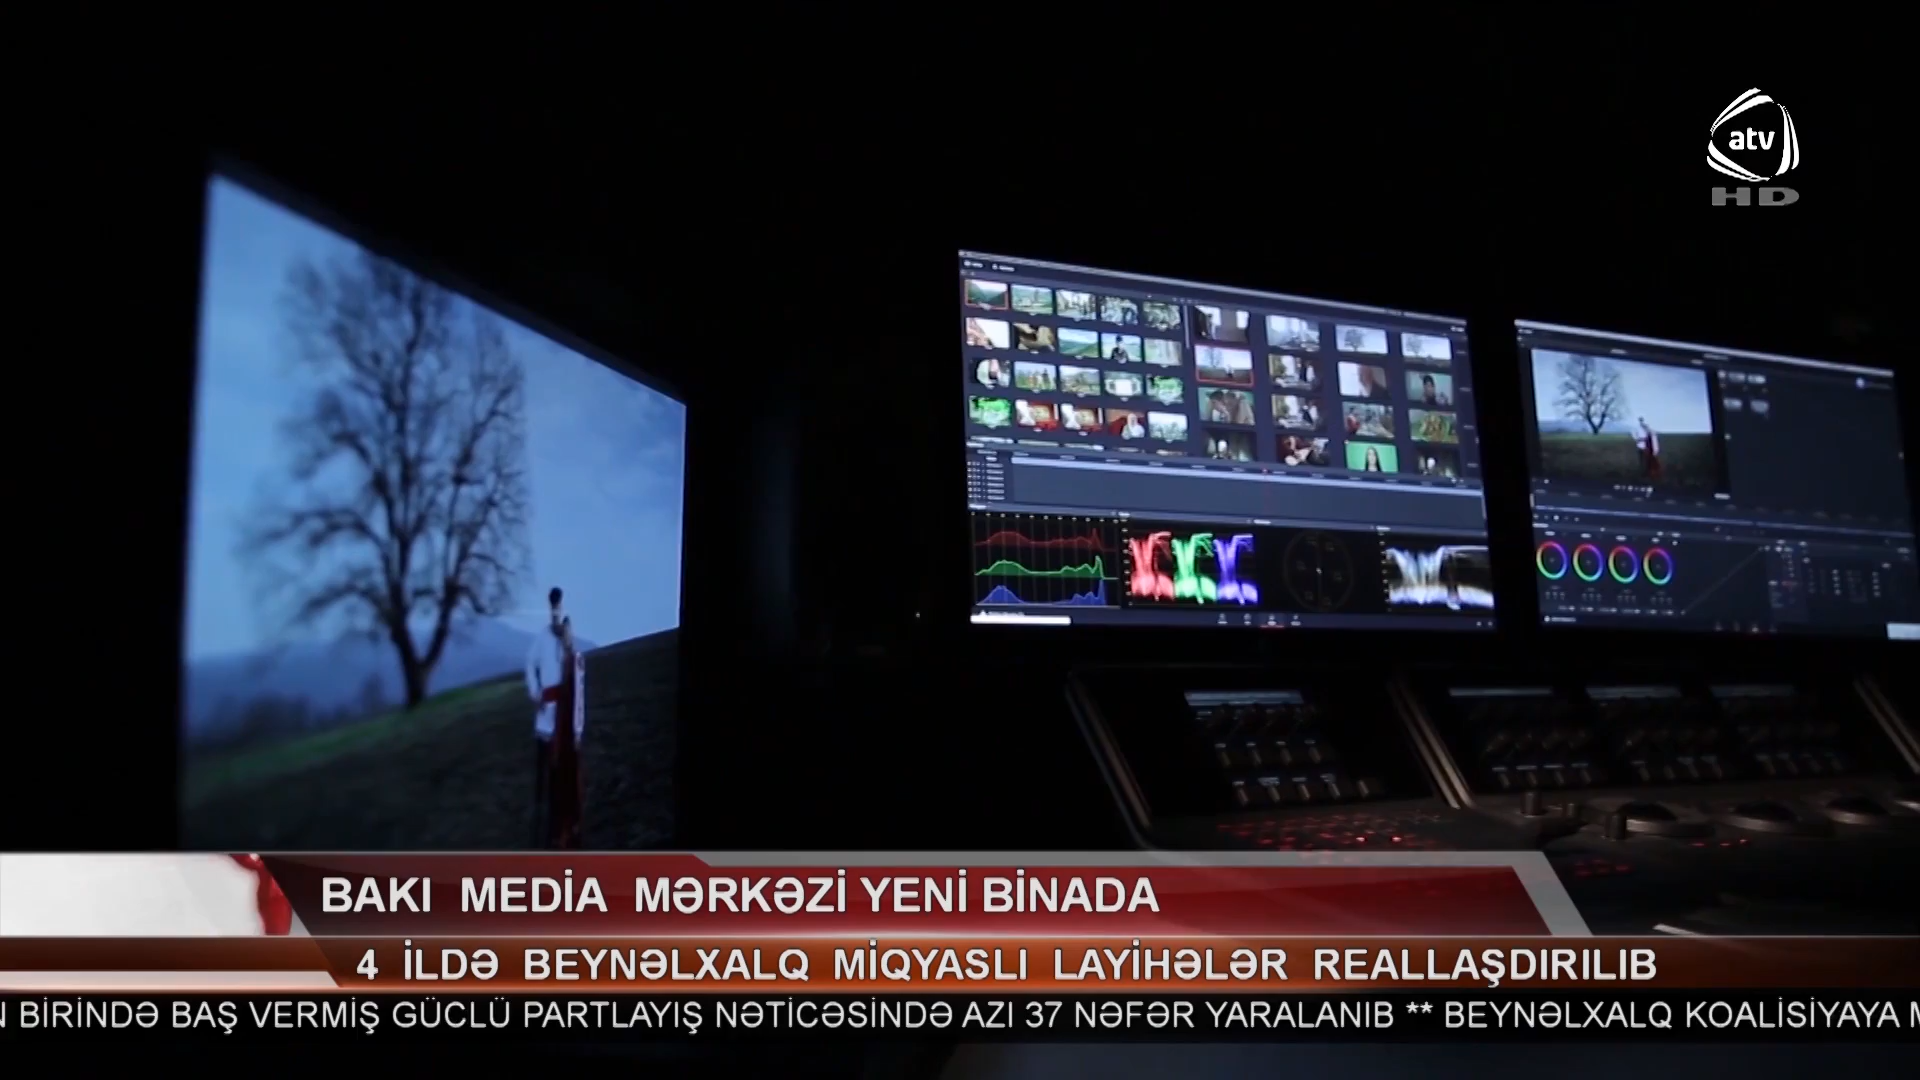 atv
HD
BAKI MEDİA MƏRKƏZİ YENİ BİNADA
4 İLDƏ BEYNƏLXALQ MİQYASLI LAYİHƏLƏR REALLAŞDIRILIB
BİRİNDƏ BAŞ VERMİŞ GÜCLÜ PARTLAYIŞ NƏTİCƏSİNDƏ AZI 37 NƏFƏR YARALANIB ** BEYNƏLXALQ KOALİSİYAYA